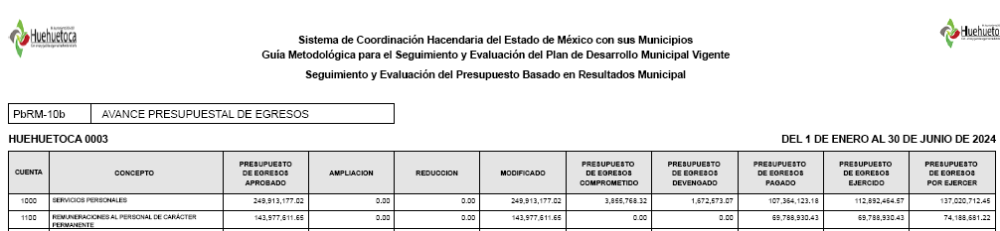 Huehuetoca
Huehueto
Sistema de Coordinación Hacendaria del Estado de México con sus Municipios
Guía Metodológica para el Seguimiento y Evaluación del Plan de Desarrollo Municipal Vigente
Seguimiento y Evaluación del Presupuesto Basado en Resultados Municipal
PbRM-10b AVANCE PRESUPUESTAL DE EGRESOS
HUEHUETOCA 0003 DEL 1 DE ENERO AL 30 DE JUNIO DE 2024
CUENTA CONCEPTO PRESUPUESTO DE EGRESOS APROBADO AMPLIACION REDUCCION MODIFICADO PRESUPUESTO DE EGRESOS COMPROMETIDO PRESUPUESTO DE EGRESOS DEVENGADO PRESUPUESTO DE EGRESOS PAGADO PRESUPUESTO DE EGRESOS EJERCIDO PRESUPUESTO DE EGRESOS POR EJERCER
1000 SERVICIOS PERSONALES 249,913,177.02 0.00 0.00 249,913,177.02 3,855,768.32 1,672,573.07 107,364,123.18 112,892,464.57 137,020,712.45
1100 REMUNERACIONES AL PERSONAL DE CARÁCTER PERMANENTE 143,977,611.65 0.00 0.00 143,977,611.65 0.00 0.00 69,788,930.43 69,788,930.43 74,188,681.22